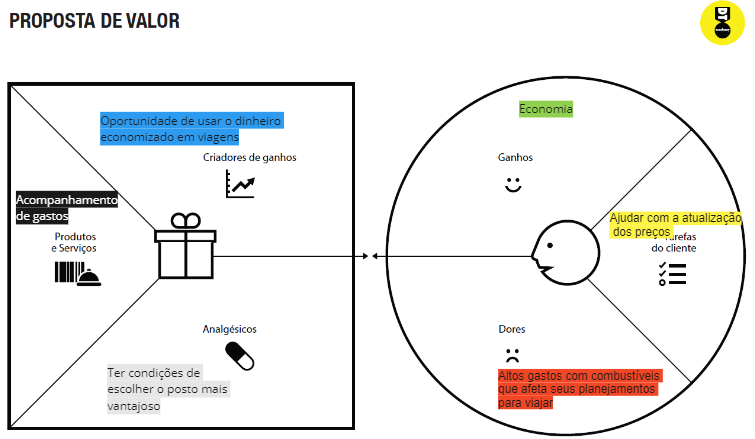 PROPOSTA DE VALOR
DT
Oportunidade de usar o dinheiro
economizado em viagens
Criadores de ganhos
Acompanhamento
de gastos
Produtos
e Serviços
Analgésicos
Ter condições de
escolher o posto mais
vantajoso
Economia
Ganhos
Ajudar com a atualização
dos preços
Tarefas
do cliente
Dores
Altos gastos com combustíveis
que afeta seus planejamentos
para viajar